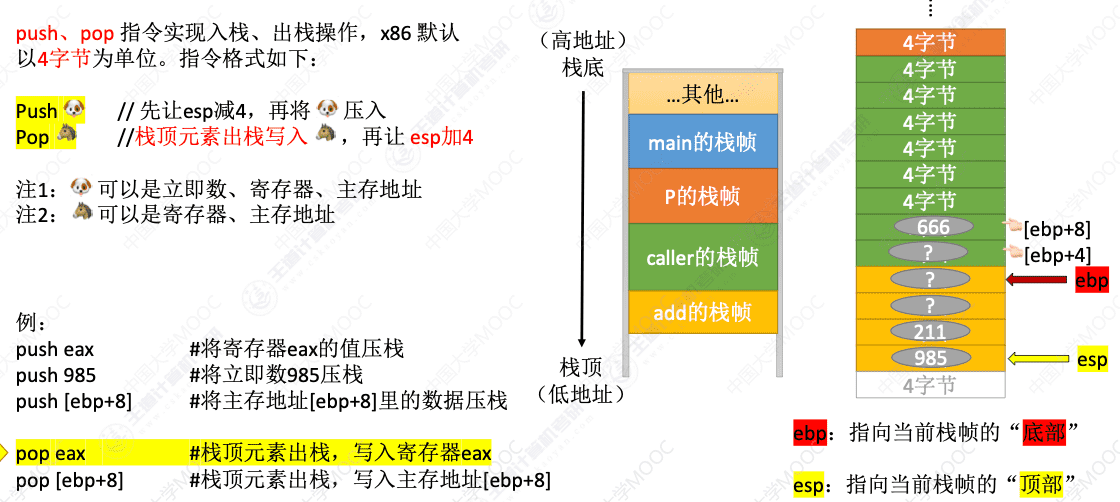 push、pop 指令实现入栈、出栈操作，x86 默认
以4字节为单位。指令格式如下：
Push 🐶 // 先让esp减4，再将 🐶 压入
Pop 🐴 //栈顶元素出栈写入 🐴 ，再让 esp加4
注1：🐶 可以是立即数、寄存器、主存地址
注2：🐴 可以是寄存器、主存地址
例：
push eax #将寄存器eax的值压栈
push 985 #将立即数985压栈
push [ebp+8] #将主存地址[ebp+8]里的数据压栈
pop eax #栈顶元素出栈，写入寄存器eax
pop [ebp+8] #栈顶元素出栈，写入主存地址[ebp+8]
（高地址）
栈底
栈顶
（低地址）
…其他…
main的栈帧
P的栈帧
caller的栈帧
add的栈帧
⋮
4字节
4字节
4字节
4字节
4字节
4字节
4字节
666 [ebp+8]
? [ebp+4]
? ebp
?
211
985 esp
4字节
ebp：指向当前栈帧的“底部”
esp：指向当前栈帧的“顶部”
中国大学MOOC
王道计算机考研